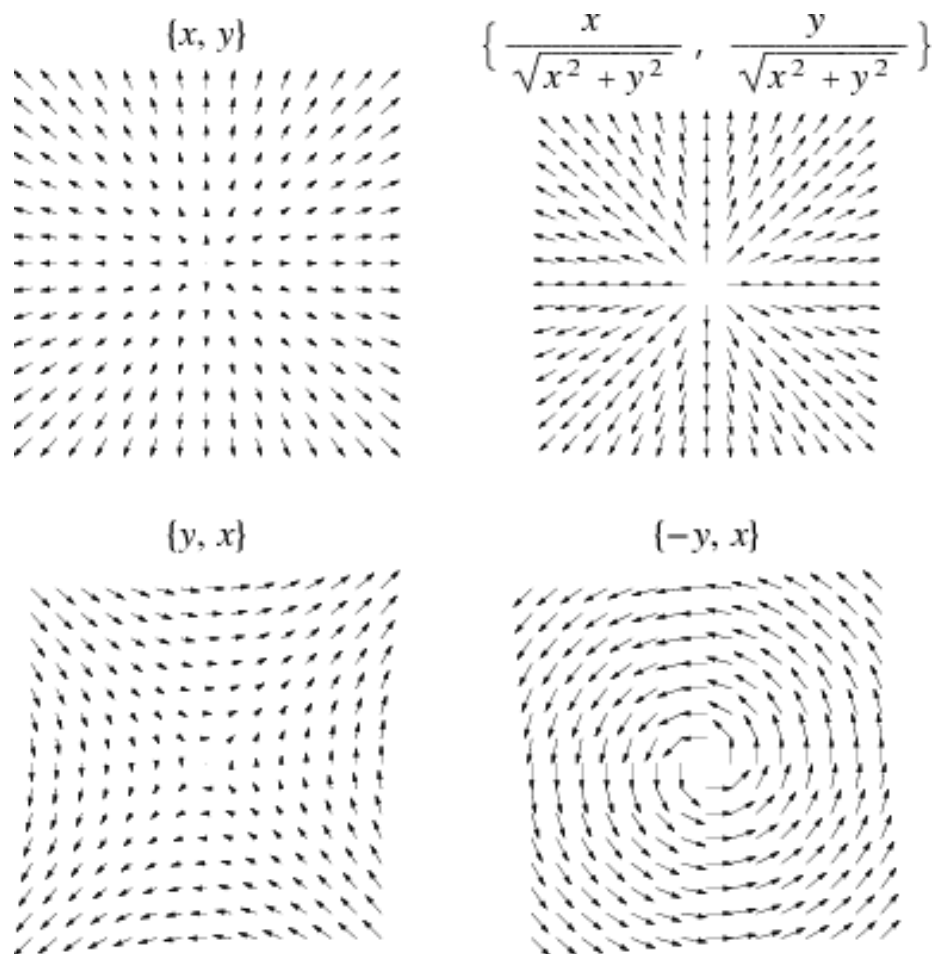 {x, y}
{ x / √(x² + y²) , y / √(x² + y²) }
{y, x}
{−y, x}